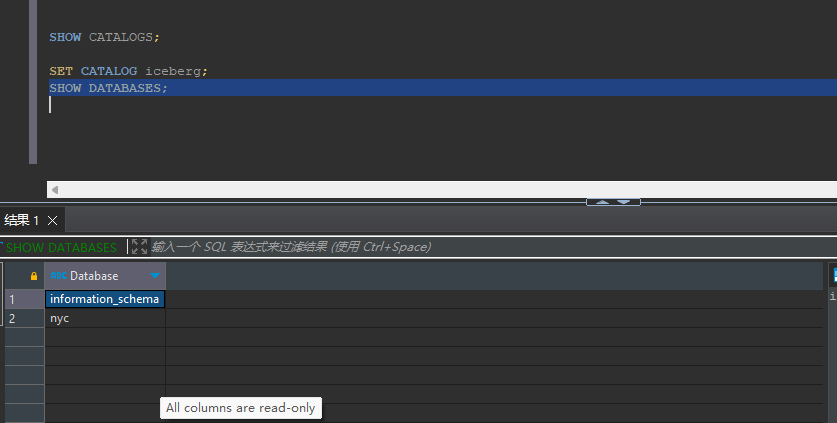 SHOW CATALOGS;
SET CATALOG iceberg;
SHOW DATABASES;
结果 1
SHOW DATABASES 输入一个 SQL 表达式来过滤结果 (使用 Ctrl+Space)
ABC Database
1 information_schema
2 nyc
All columns are read-only